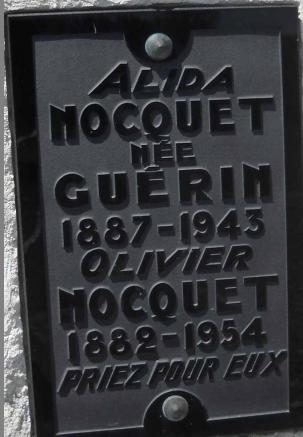 ALIDA
NOCQUET
NÉE
GUÉRIN
1887-1943
OLIVIER
NOCQUET
1882-1954
PRIEZ POUR EUX